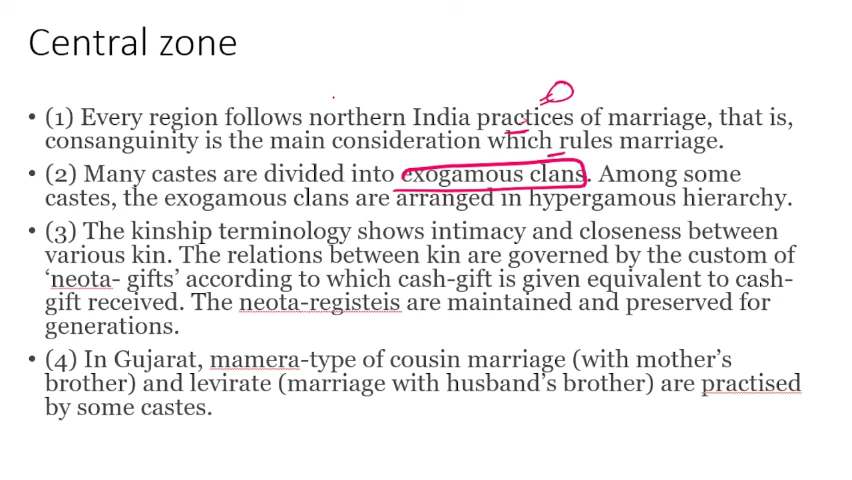 Central zone
• (1) Every region follows northern India practices of marriage, that is,
consanguinity is the main consideration which rules marriage.
• (2) Many castes are divided into exogamous clans. Among some
castes, the exogamous clans are arranged in hypergamous hierarchy.
• (3) The kinship terminology shows intimacy and closeness between
various kin. The relations between kin are governed by the custom of
‘neota- gifts’ according to which cash-gift is given equivalent to cash-
gift received. The neota-registeis are maintained and preserved for
generations.
• (4) In Gujarat, mamera-type of cousin marriage (with mother’s
brother) and levirate (marriage with husband’s brother) are practised
by some castes.